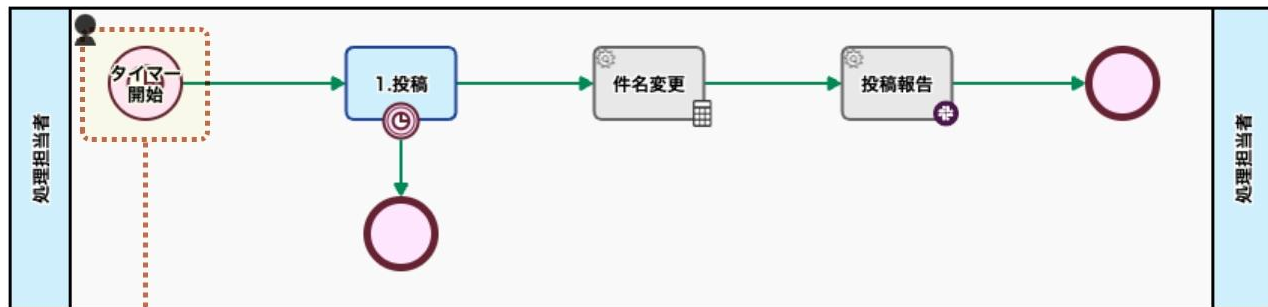 処理担当者
タイマー
開始
1.投稿
件名変更
投稿報告
処理担当者